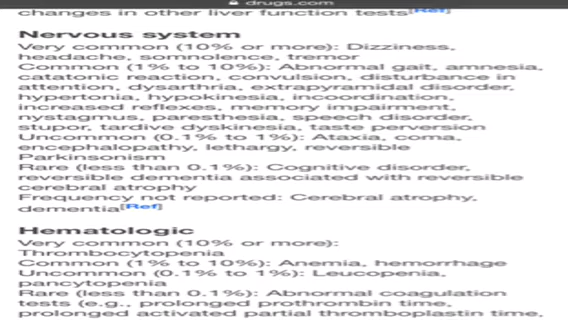 drugs.com
changes in other liver function tests[Ref]
Nervous system
Very common (10% or more): Dizziness,
headache, somnolence, tremor
Common (1% to 10%): Abnormal gait, amnesia,
catatonic reaction, convulsion, disturbance in
attention, dysarthria, extrapyramidal disorder,
hypertonia, hypokinesia, incoordination,
increased reflexes, memory impairment,
nystagmus, paresthesia, speech disorder,
stupor, tardive dyskinesia, taste perversion
Uncommon (0.1% to 1%): Ataxia, coma,
encephalopathy, lethargy, reversible
Parkinsonism
Rare (less than 0.1%): Cognitive disorder,
reversible dementia associated with reversible
cerebral atrophy
Frequency not reported: Cerebral atrophy,
dementia[Ref]
Hematologic
Very common (10% or more):
Thrombocytopenia
Common (1% to 10%): Anemia, hemorrhage
Uncommon (0.1% to 1%): Leucopenia,
pancytopenia
Rare (less than 0.1%): Abnormal coagulation
tests (e.g., prolonged prothrombin time,
prolonged activated partial thromboplastin time,